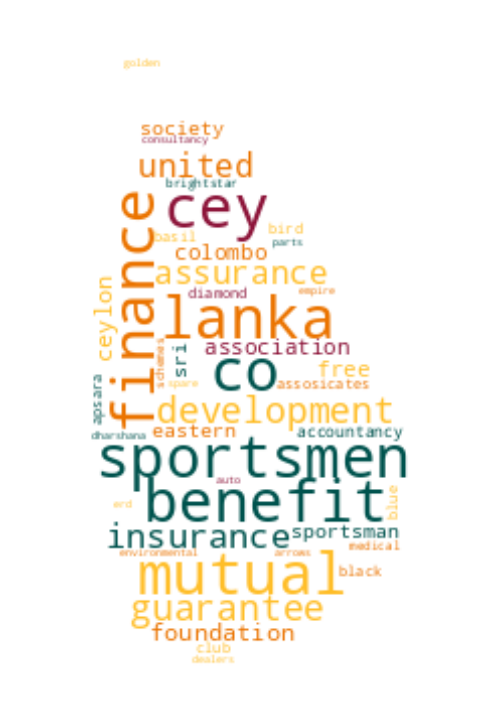 golden
society
consultancy
united
brightstar
finance
cey
bird
basil
parts
colombo
assurance
ceylon
diamond
empire
lanka
association
schemes
sri
co
free
spare
assosicates
apsara
development
eastern
accountancy
dharshana
sportsmen
auto
benefit
blue
erd
insurance
sportsman
medical
environmental
arrows
mutual
black
guarantee
foundation
club
dealers